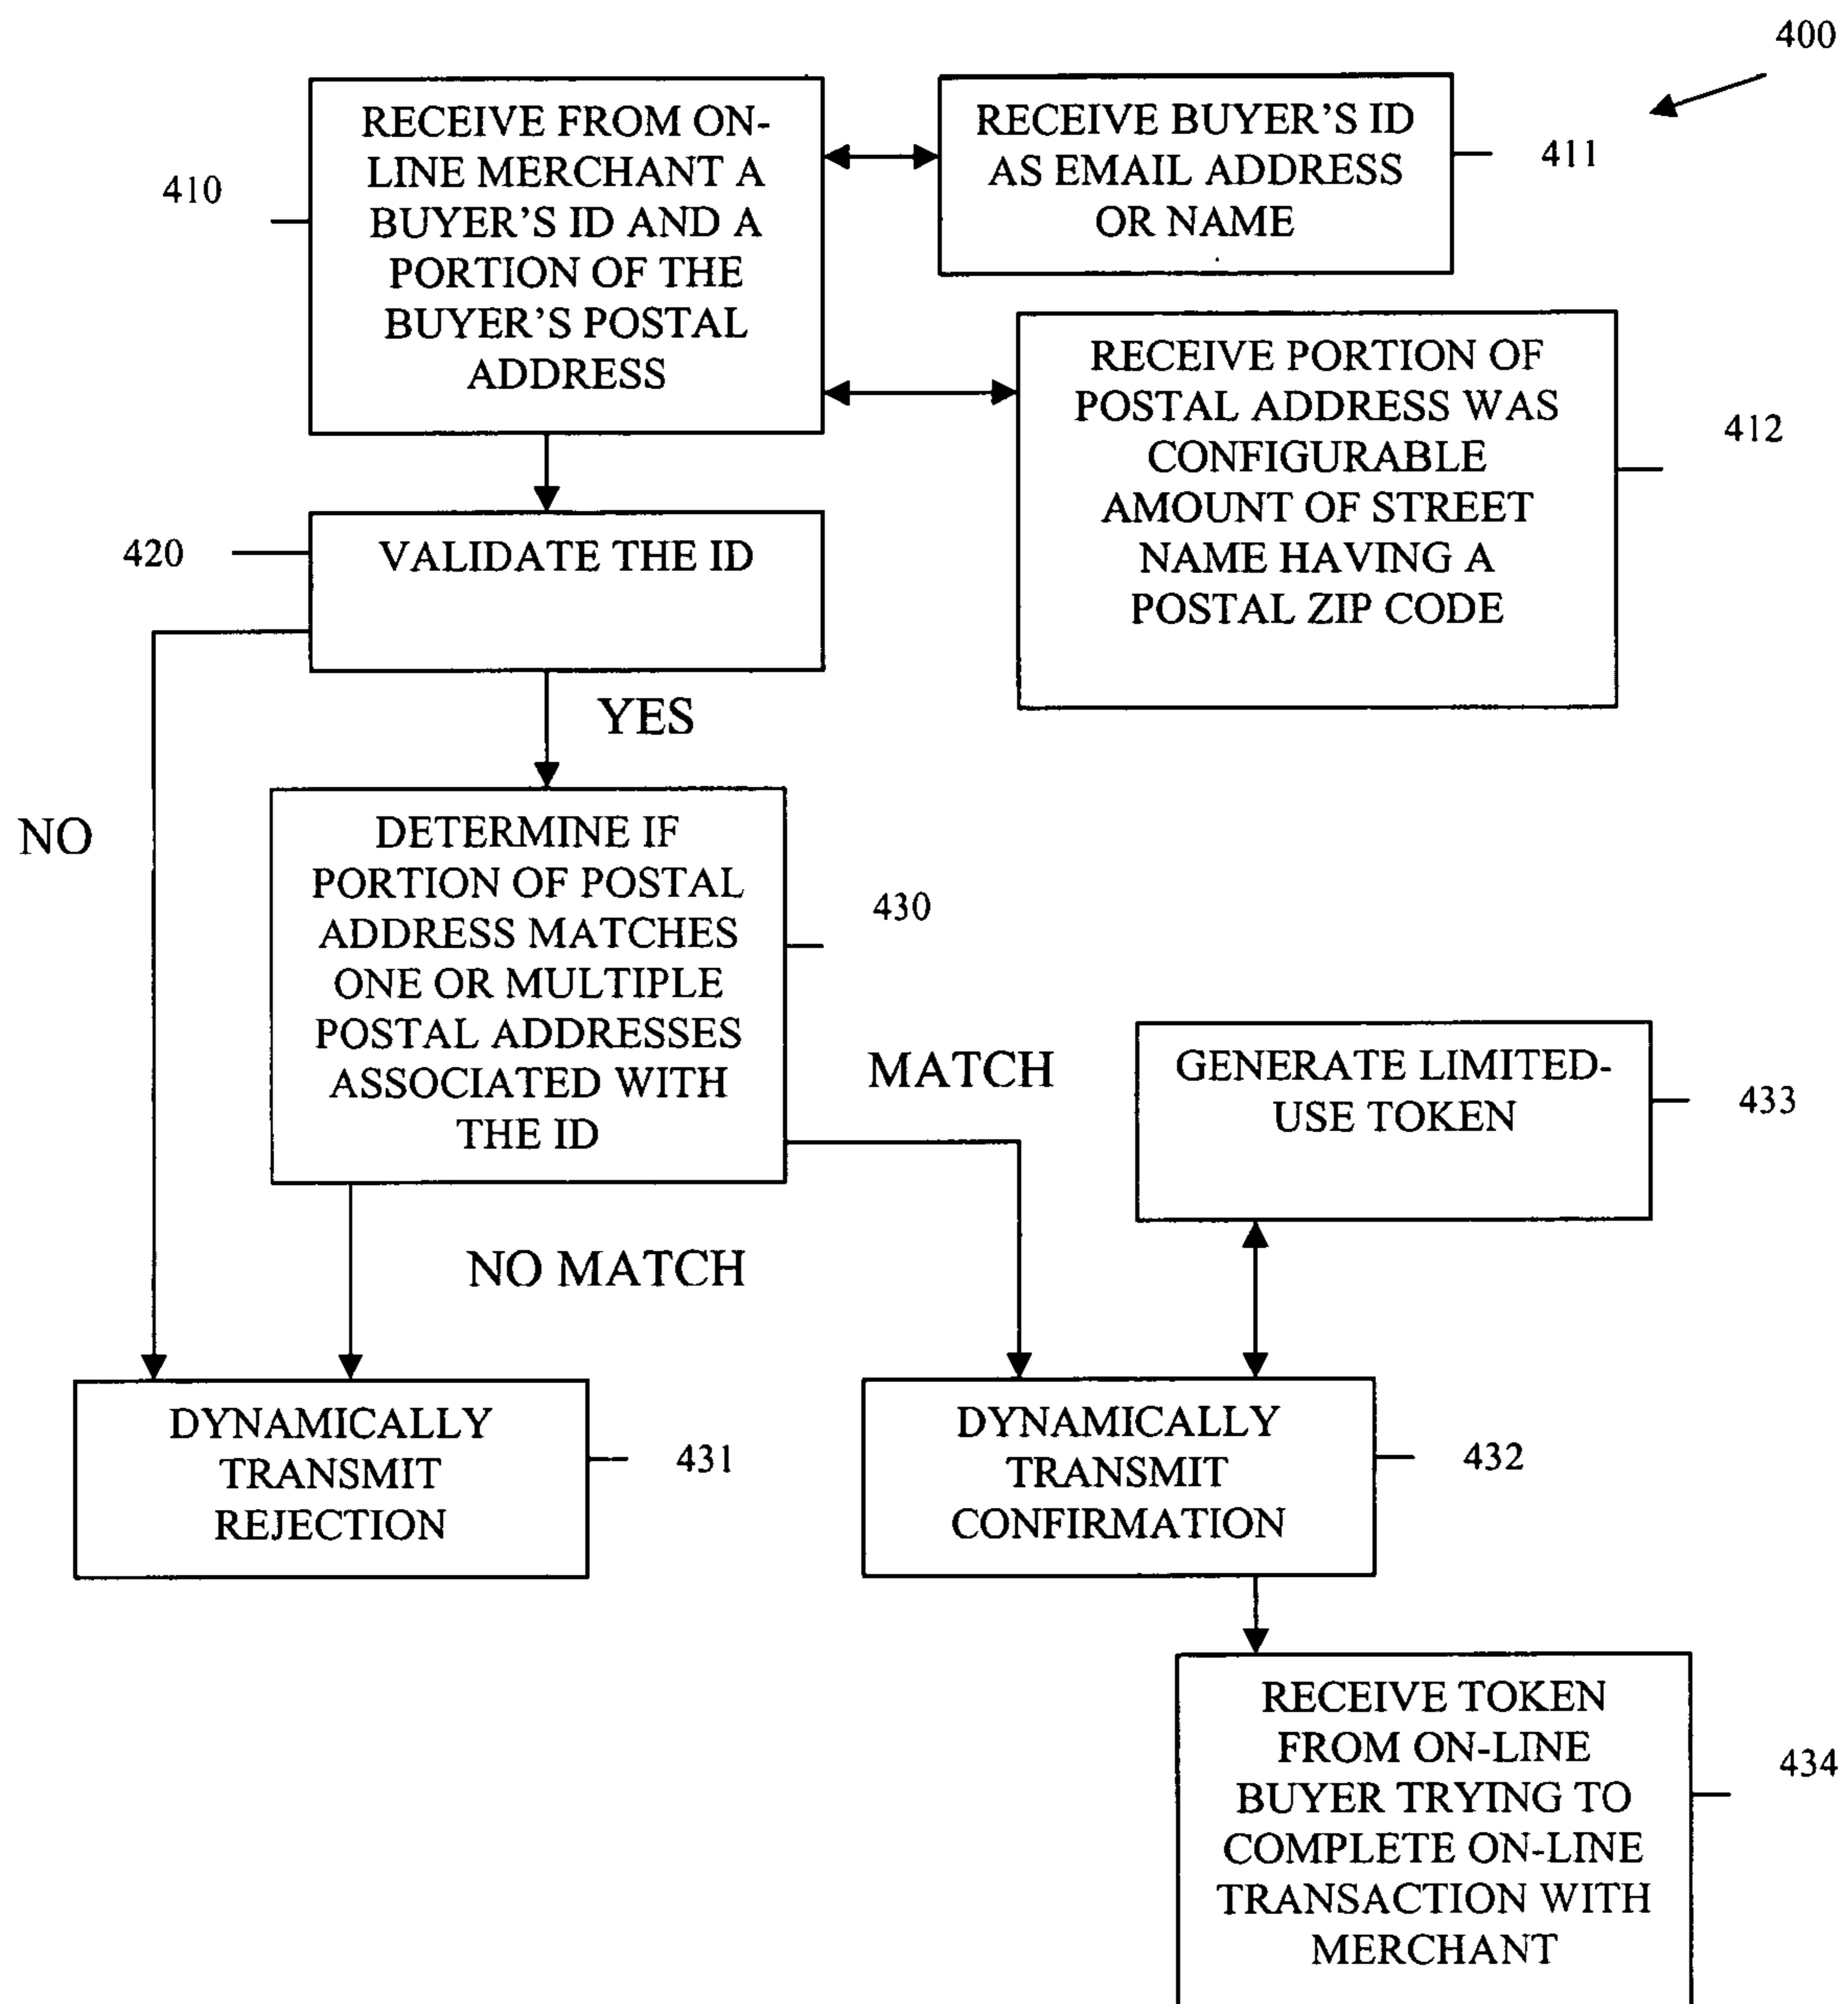 400
RECEIVE FROM ON-
LINE MERCHANT A
BUYER'S ID AND A
PORTION OF THE
BUYER'S POSTAL
ADDRESS
410
RECEIVE BUYER'S ID
AS EMAIL ADDRESS
OR NAME
411
RECEIVE PORTION OF
POSTAL ADDRESS WAS
CONFIGURABLE
AMOUNT OF STREET
NAME HAVING A
POSTAL ZIP CODE
412
420
VALIDATE THE ID
YES
NO
DETERMINE IF
PORTION OF POSTAL
ADDRESS MATCHES
ONE OR MULTIPLE
POSTAL ADDRESSES
ASSOCIATED WITH
THE ID
430
MATCH
GENERATE LIMITED-
USE TOKEN
433
NO MATCH
DYNAMICALLY
TRANSMIT
REJECTION
431
DYNAMICALLY
TRANSMIT
CONFIRMATION
432
RECEIVE TOKEN
FROM ON-LINE
BUYER TRYING TO
COMPLETE ON-LINE
TRANSACTION WITH
MERCHANT
434